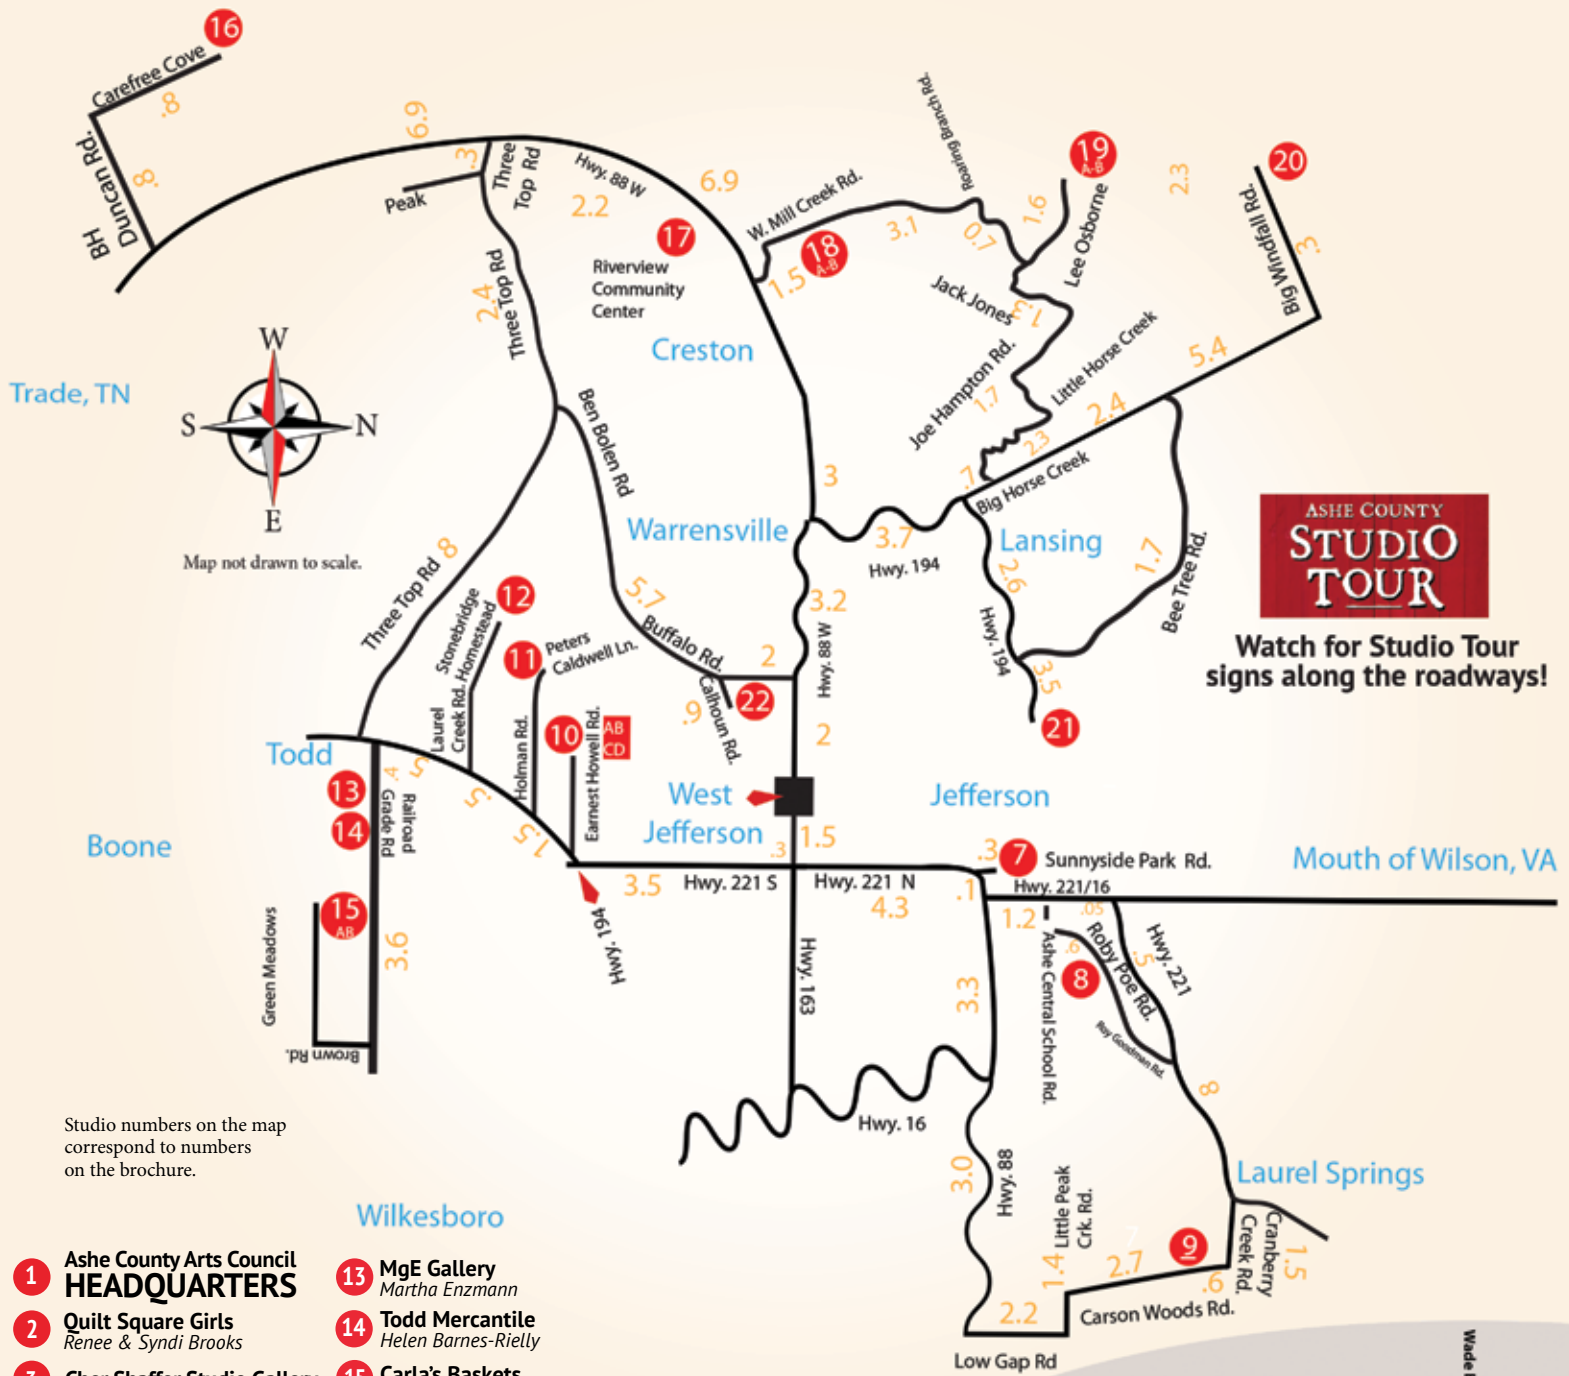 16
Carefree Cove
.8
BH
Duncan Rd.
.8
6.9
.3
Three
Top Rd
Peak
Hwy. 88 W
2.2
6.9
17
Riverview
Community
Center
Creston
2.4
Three Top Rd
W. Mill Creek Rd.
18
A-B
1.5
3.1
Roaring Branch Rd.
0.7
19
A-B
1.6
Lee Osborne
2.3
20
Big Windfall Rd.
.3
Jack Jones
1.3
Joe Hampton Rd.
1.7
Little Horse Creek
2.3
5.4
2.4
.7
Big Horse Creek
Trade, TN
W
S
N
E
Map not drawn to scale.
Ben Bolen Rd
3
Warrensville
3.7
Hwy. 194
Lansing
2.6
Hwy. 194
1.7
Bee Tree Rd.
3.5
21
ASHE COUNTY
STUDIO
TOUR
Watch for Studio Tour
signs along the roadways!
Three Top Rd
8
5.7
Buffalo Rd.
3.2
Hwy. 88 W
2
2
22
.9
Calhoun Rd.
12
Stonebridge
Homestead
Laurel
Creek Rd.
11
Peters
Caldwell Ln.
Holman Rd.
10
AB
CD
Earnest Howell Rd.
Todd
.5
.5
1.5
.4
13
14
Railroad
Grade Rd
Boone
15
AB
3.6
Green Meadows
Brown Rd.
West
Jefferson
Jefferson
.3
1.5
3.5
Hwy. 221 S
Hwy. 221 N
4.3
Hwy. 194
Hwy. 163
.3
7
Sunnyside Park Rd.
Mouth of Wilson, VA
.1
Hwy. 221/16
1.2
.05
Ashe Central School Rd.
.6
8
Roby Poe Rd.
.5
Hwy. 221
Roy Goodman Rd.
3.3
Hwy. 16
8
3.0
Hwy. 88
Little Peak
Crk. Rd.
Laurel Springs
1.4
7
2.7
9
.6
Cranberry
Creek Rd.
1.5
2.2
Carson Woods Rd.
Low Gap Rd
Studio numbers on the map
correspond to numbers
on the brochure.
Wilkesboro
1
Ashe County Arts Council
HEADQUARTERS
2
Quilt Square Girls
Renee & Syndi Brooks
3
Cher Shaffer Studio Gallery
13
MgE Gallery
Martha Enzmann
14
Todd Mercantile
Helen Barnes-Rielly
15
Carla's Baskets
Wade